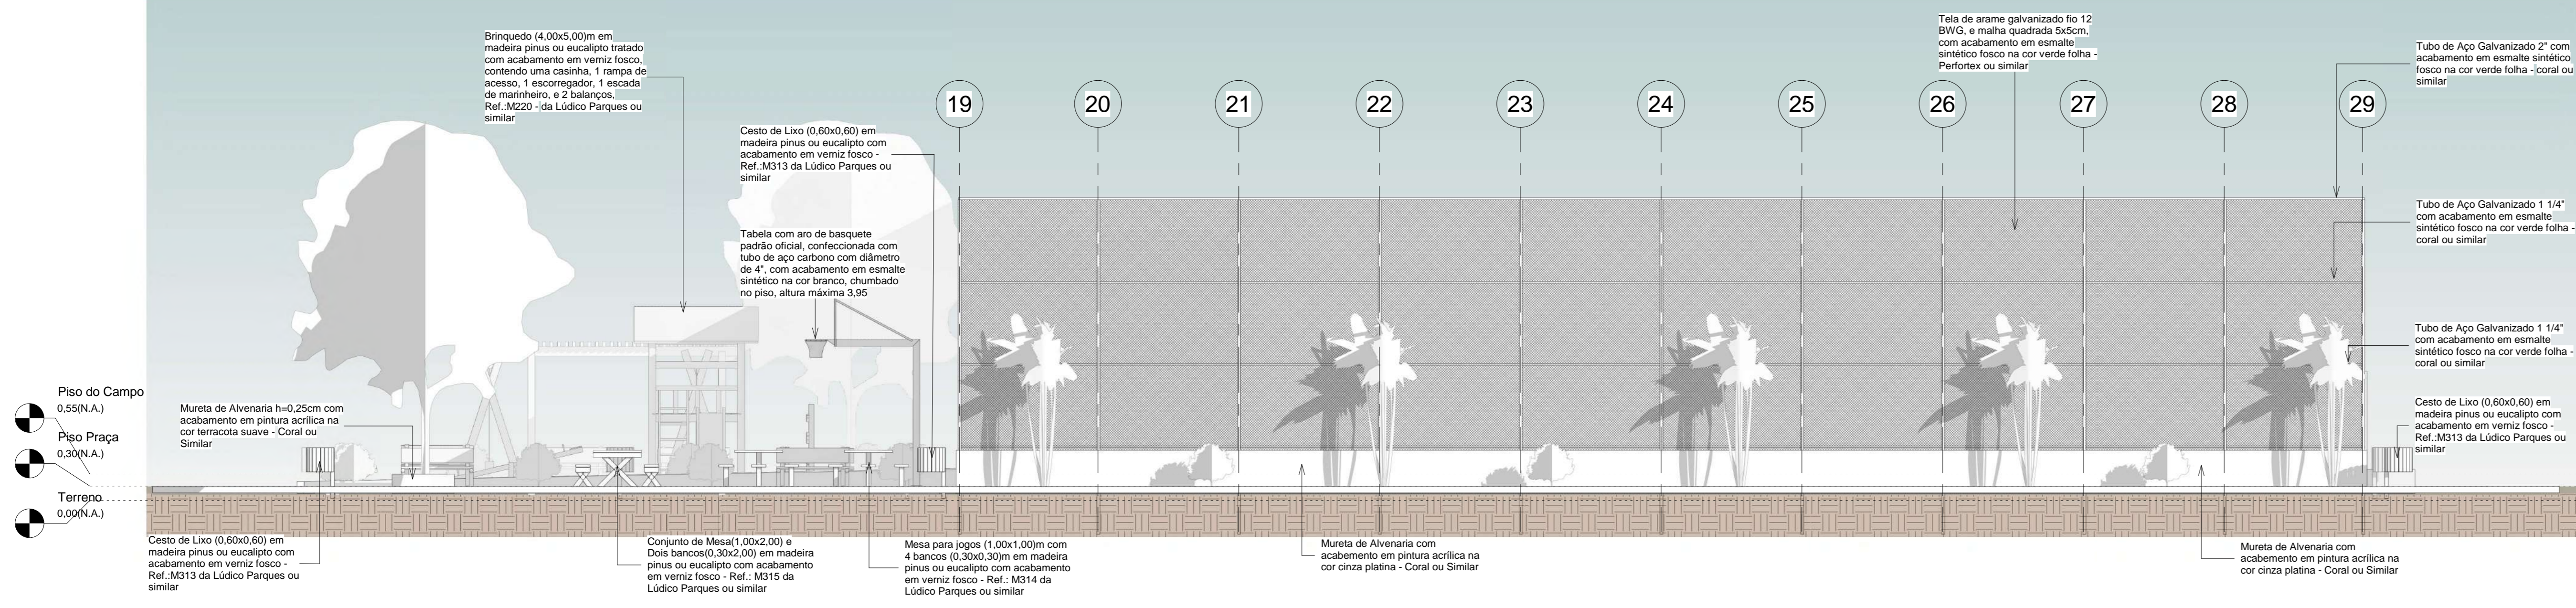 Brinquedo (4,00x5,00)m em
madeira pinus ou eucalipto tratado
com acabamento em verniz fosco,
contendo uma casinha, 1 rampa de
acesso, 1 escorregador, 1 escada
de marinheiro, e 2 balanços,
Ref.:M220 - da Lúdico Parques ou
similar
Cesto de Lixo (0,60x0,60) em
madeira pinus ou eucalipto com
acabamento em verniz fosco -
Ref.:M313 da Lúdico Parques ou
similar
Tabela com aro de basquete
padrão oficial, confeccionada com
tubo de aço carbono com diâmetro
de 4", com acabamento em esmalte
sintético na cor branco, chumbado
no piso, altura máxima 3,95
19
20
21
22
23
24
25
26
27
28
29
Tela de arame galvanizado fio 12
BWG, e malha quadrada 5x5cm,
com acabamento em esmalte
sintético fosco na cor verde folha -
Perfortex ou similar
Tubo de Aço Galvanizado 2" com
acabamento em esmalte sintético
fosco na cor verde folha - coral ou
similar
Tubo de Aço Galvanizado 1 1/4"
com acabamento em esmalte
sintético fosco na cor verde folha -
coral ou similar
Tubo de Aço Galvanizado 1 1/4"
com acabamento em esmalte
sintético fosco na cor verde folha -
coral ou similar
Cesto de Lixo (0,60x0,60) em
madeira pinus ou eucalipto com
acabamento em verniz fosco -
Ref.:M313 da Lúdico Parques ou
similar
Piso do Campo
0,55(N.A.)
Piso Praça
0,30(N.A.)
Terreno
0,00(N.A.)
Mureta de Alvenaria h=0,25cm com
acabamento em pintura acrílica na
cor terracota suave - Coral ou
Similar
Cesto de Lixo (0,60x0,60) em
madeira pinus ou eucalipto com
acabamento em verniz fosco -
Ref.:M313 da Lúdico Parques ou
similar
Conjunto de Mesa(1,00x2,00) e
Dois bancos(0,30x2,00) em madeira
pinus ou eucalipto com acabamento
em verniz fosco - Ref.: M315 da
Lúdico Parques ou similar
Mesa para jogos (1,00x1,00)m com
4 bancos (0,30x0,30)m em madeira
pinus ou eucalipto com acabamento
em verniz fosco - Ref.: M314 da
Lúdico Parques ou similar
Mureta de Alvenaria com
acabemento em pintura acrílica na
cor cinza platina - Coral ou Similar
Mureta de Alvenaria com
acabemento em pintura acrílica na
cor cinza platina - Coral ou Similar